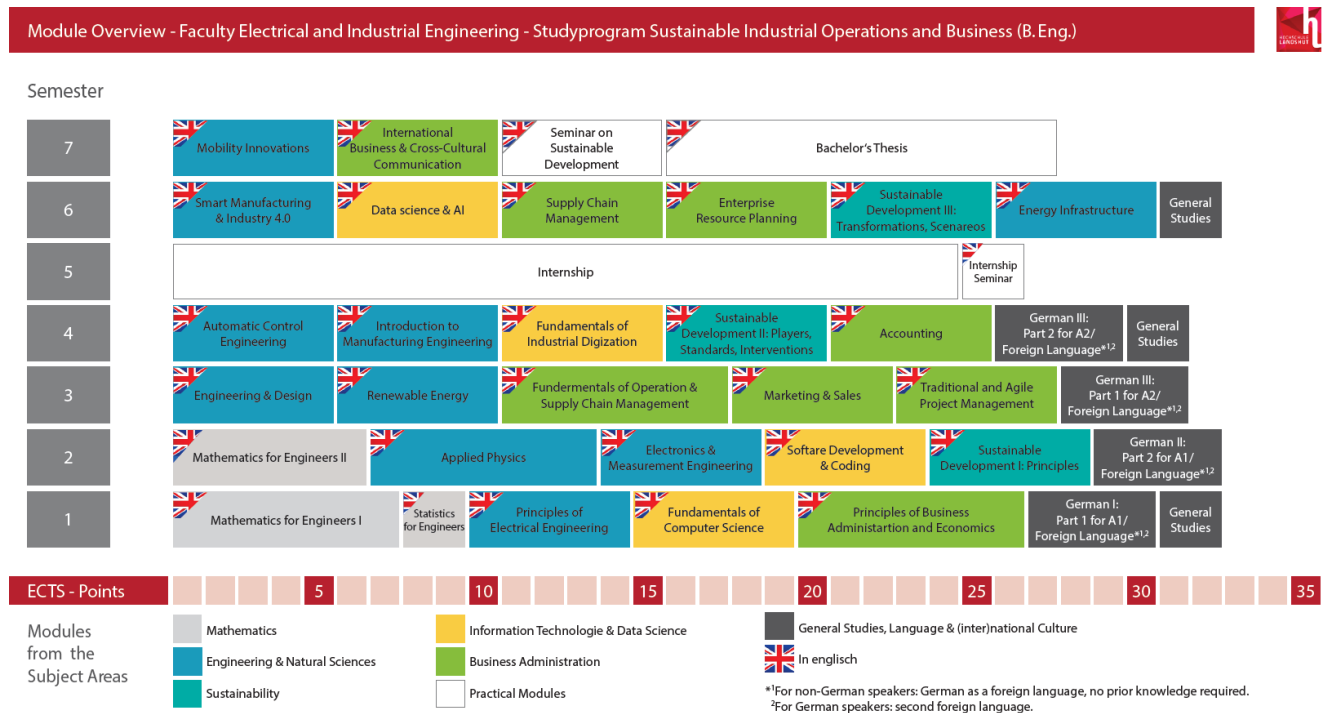 Module Overview - Faculty Electrical and Industrial Engineering - Studyprogram Sustainable Industrial Operations and Business (B. Eng.)
HOCHSCHULE
LANDSHUT
Semester
7
Mobility Innovations
International
Business & Cross-Cultural
Communication
Seminar on
Sustainable
Development
Bachelor's Thesis
6
Smart Manufacturing
& Industry 4.0
Data science & AI
Supply Chain
Management
Enterprise
Resource Planning
Sustainable
Development III:
Transformations, Scenareos
Energy Infrastructure
General
Studies
5
Internship
Internship
Seminar
4
Automatic Control
Engineering
Introduction to
Manufacturing Engineering
Fundamentals of
Industrial Digization
Sustainable
Development II: Players,
Standards, Interventions
Accounting
German III:
Part 2 for A2/
Foreign Language*1,2
General
Studies
3
Engineering & Design
Renewable Energy
Fundermentals of Operation &
Supply Chain Management
Marketing & Sales
Traditional and Agile
Project Management
German III:
Part 1 for A2/
Foreign Language*1,2
2
Mathematics for Engineers II
Applied Physics
Electronics &
Measurement Engineering
Softare Development
& Coding
Sustainable
Development I: Principles
German II:
Part 2 for A1/
Foreign Language*1,2
1
Mathematics for Engineers I
Statistics
for Engineers
Principles of
Electrical Engineering
Fundamentals of
Computer Science
Principles of Business
Administartion and Economics
German I:
Part 1 for A1/
Foreign Language*1,2
General
Studies
ECTS - Points
5
10
15
20
25
30
35
Modules
from the
Subject Areas
Mathematics
Engineering & Natural Sciences
Sustainability
Information Technologie & Data Science
Business Administration
Practical Modules
General Studies, Language & (inter)national Culture
In englisch
*1For non-German speakers: German as a foreign language, no prior knowledge required.
2For German speakers: second foreign language.